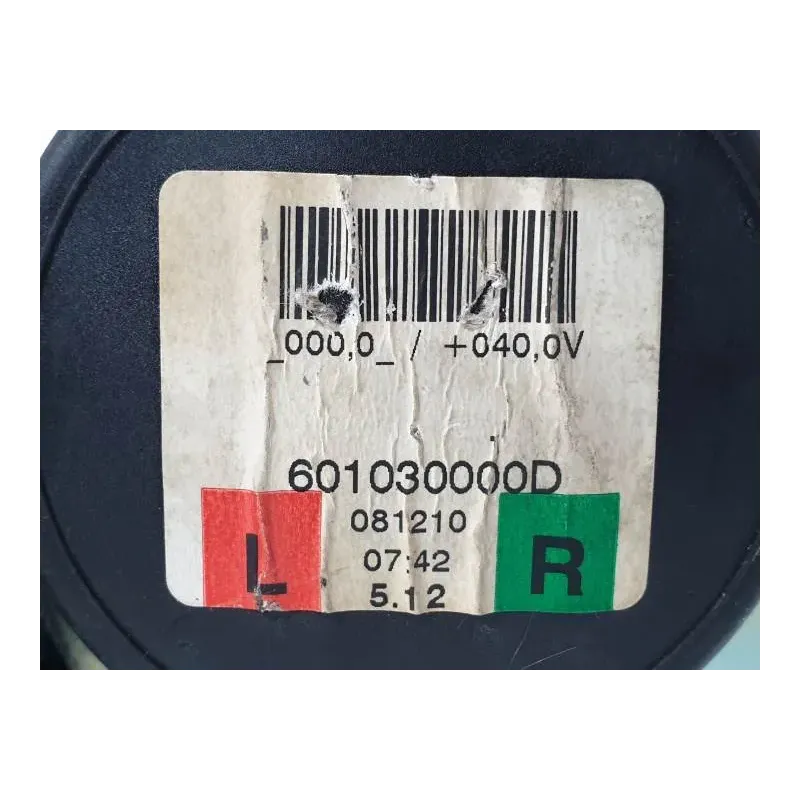 _000,0_ / +040,0V
601030000D
081210
07:42
L
R
5.12